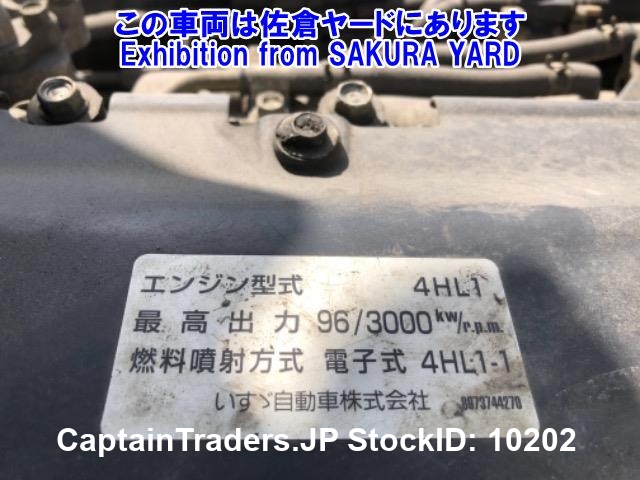 この車両は佐倉ヤードにあります
Exhibition from SAKURA YARD
エンジン型式 4HL1
最高出力 96/3000kw/r.p.m.
燃料噴射方式 電子式 4HL1-1
いすゞ自動車株式会社 8973744270
CaptainTraders.JP StockID: 10202